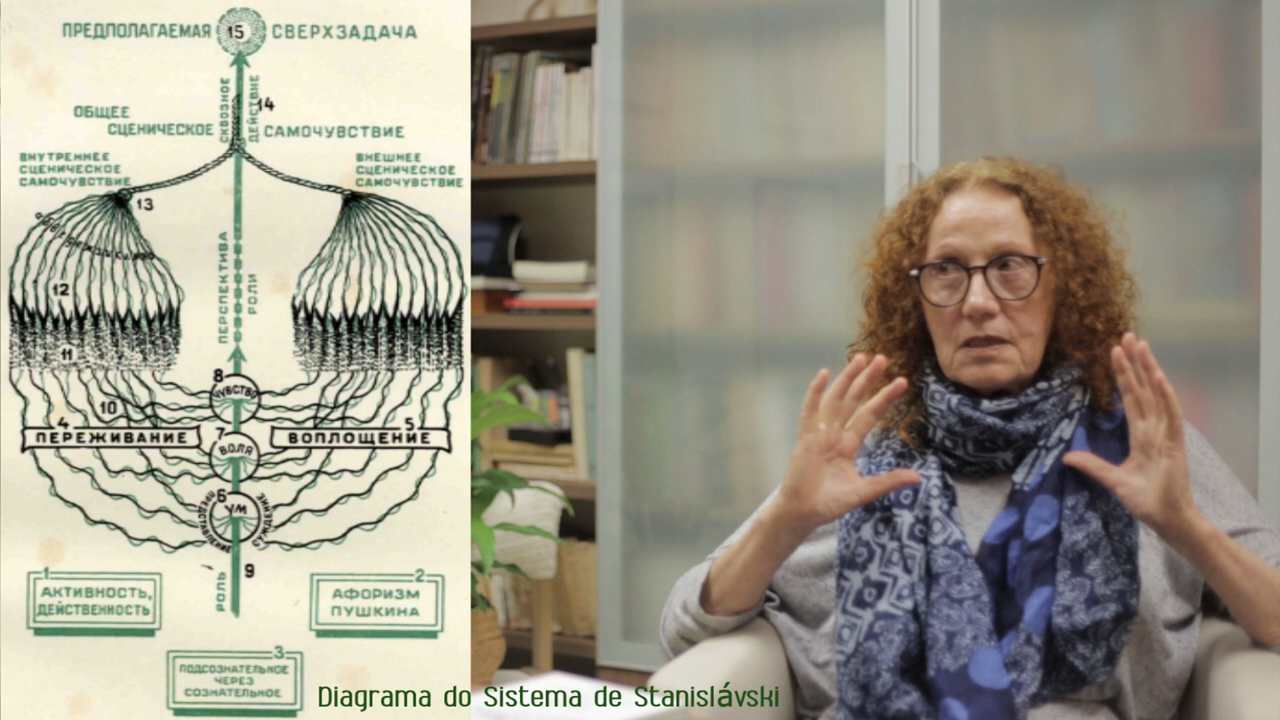 ПРЕДПОЛАГАЕМАЯ 15 СВЕРХЗАДАЧА
СКВОЗНОЕ ДЕЙСТВИЕ
14
ОБЩЕЕ
СЦЕНИЧЕСКОЕ САМОЧУВСТВИЕ
ВНУТРЕННЕЕ
СЦЕНИЧЕСКОЕ
САМОЧУВСТВИЕ
ВНЕШНЕЕ
СЦЕНИЧЕСКОЕ
САМОЧУВСТВИЕ
13
12
11
ПЕРСПЕКТИВА
РОЛИ
8
ЧУВСТВО
10
4
ПЕРЕЖИВАНИЕ
7
ВОЛЯ
5
ВОПЛОЩЕНИЕ
6
УМ
ПРЕДСТАВЛЕНИЕ
СУЖДЕНИЕ
9
РОЛЬ
1
АКТИВНОСТЬ,
ДЕЙСТВЕННОСТЬ
2
АФОРИЗМ
ПУШКИНА
3
ПОДСОЗНАТЕЛЬНОЕ
ЧЕРЕЗ
СОЗНАТЕЛЬНОЕ
Diagrama do Sistema de Stanislávski